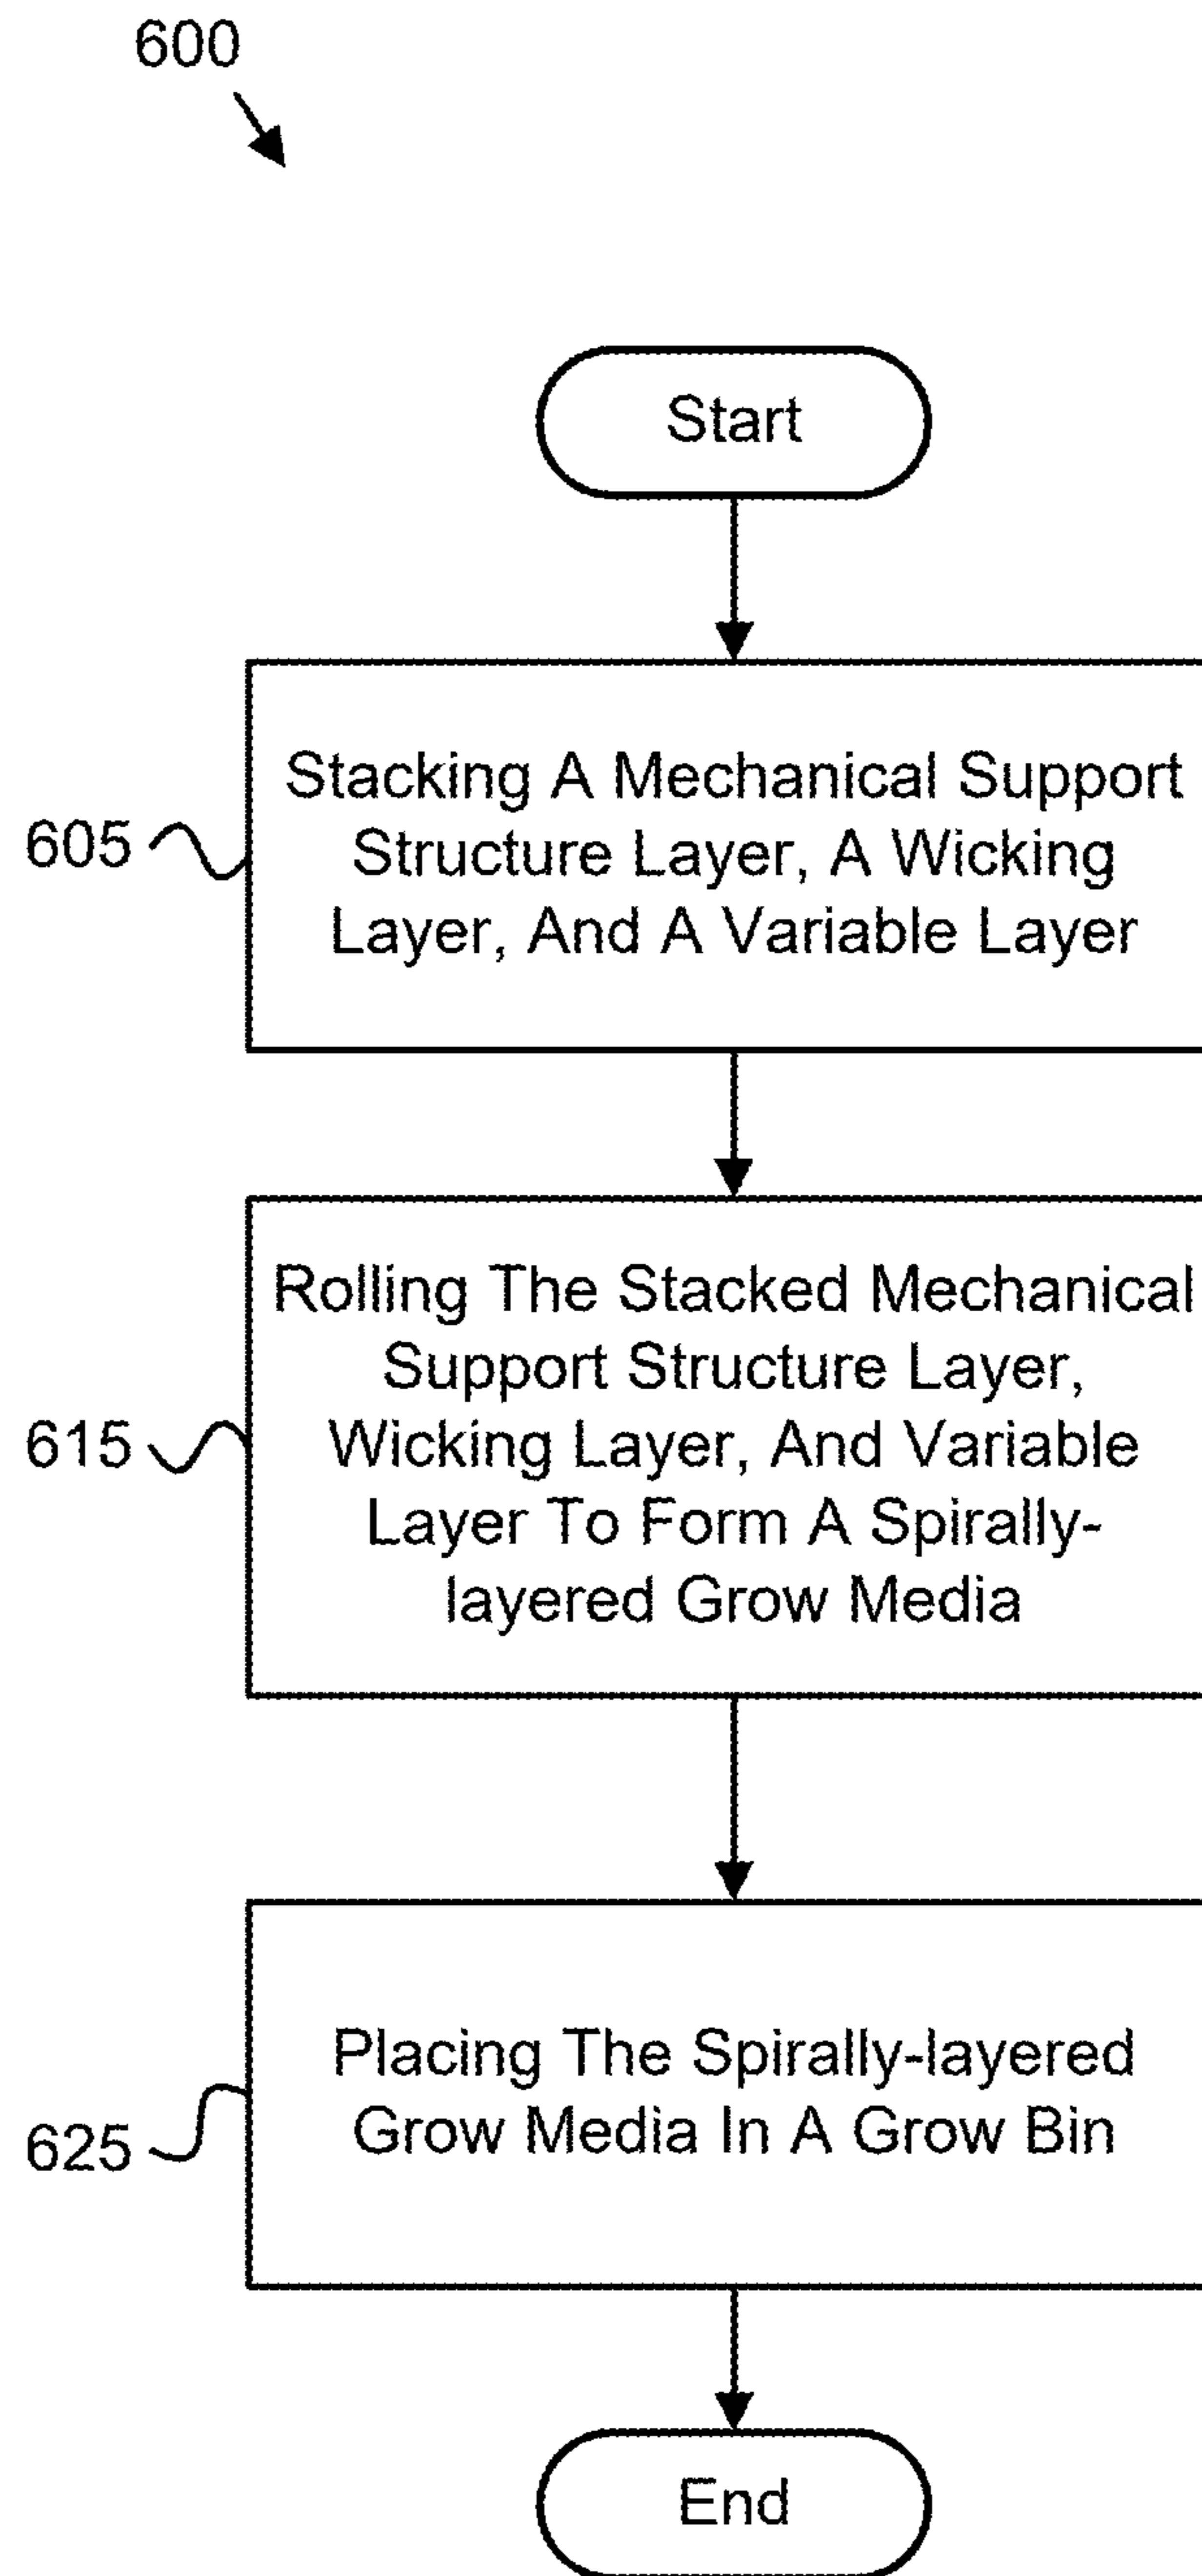 600
Start
605
Stacking A Mechanical Support
Structure Layer, A Wicking
Layer, And A Variable Layer
615
Rolling The Stacked Mechanical
Support Structure Layer,
Wicking Layer, And Variable
Layer To Form A Spirally-
layered Grow Media
625
Placing The Spirally-layered
Grow Media In A Grow Bin
End